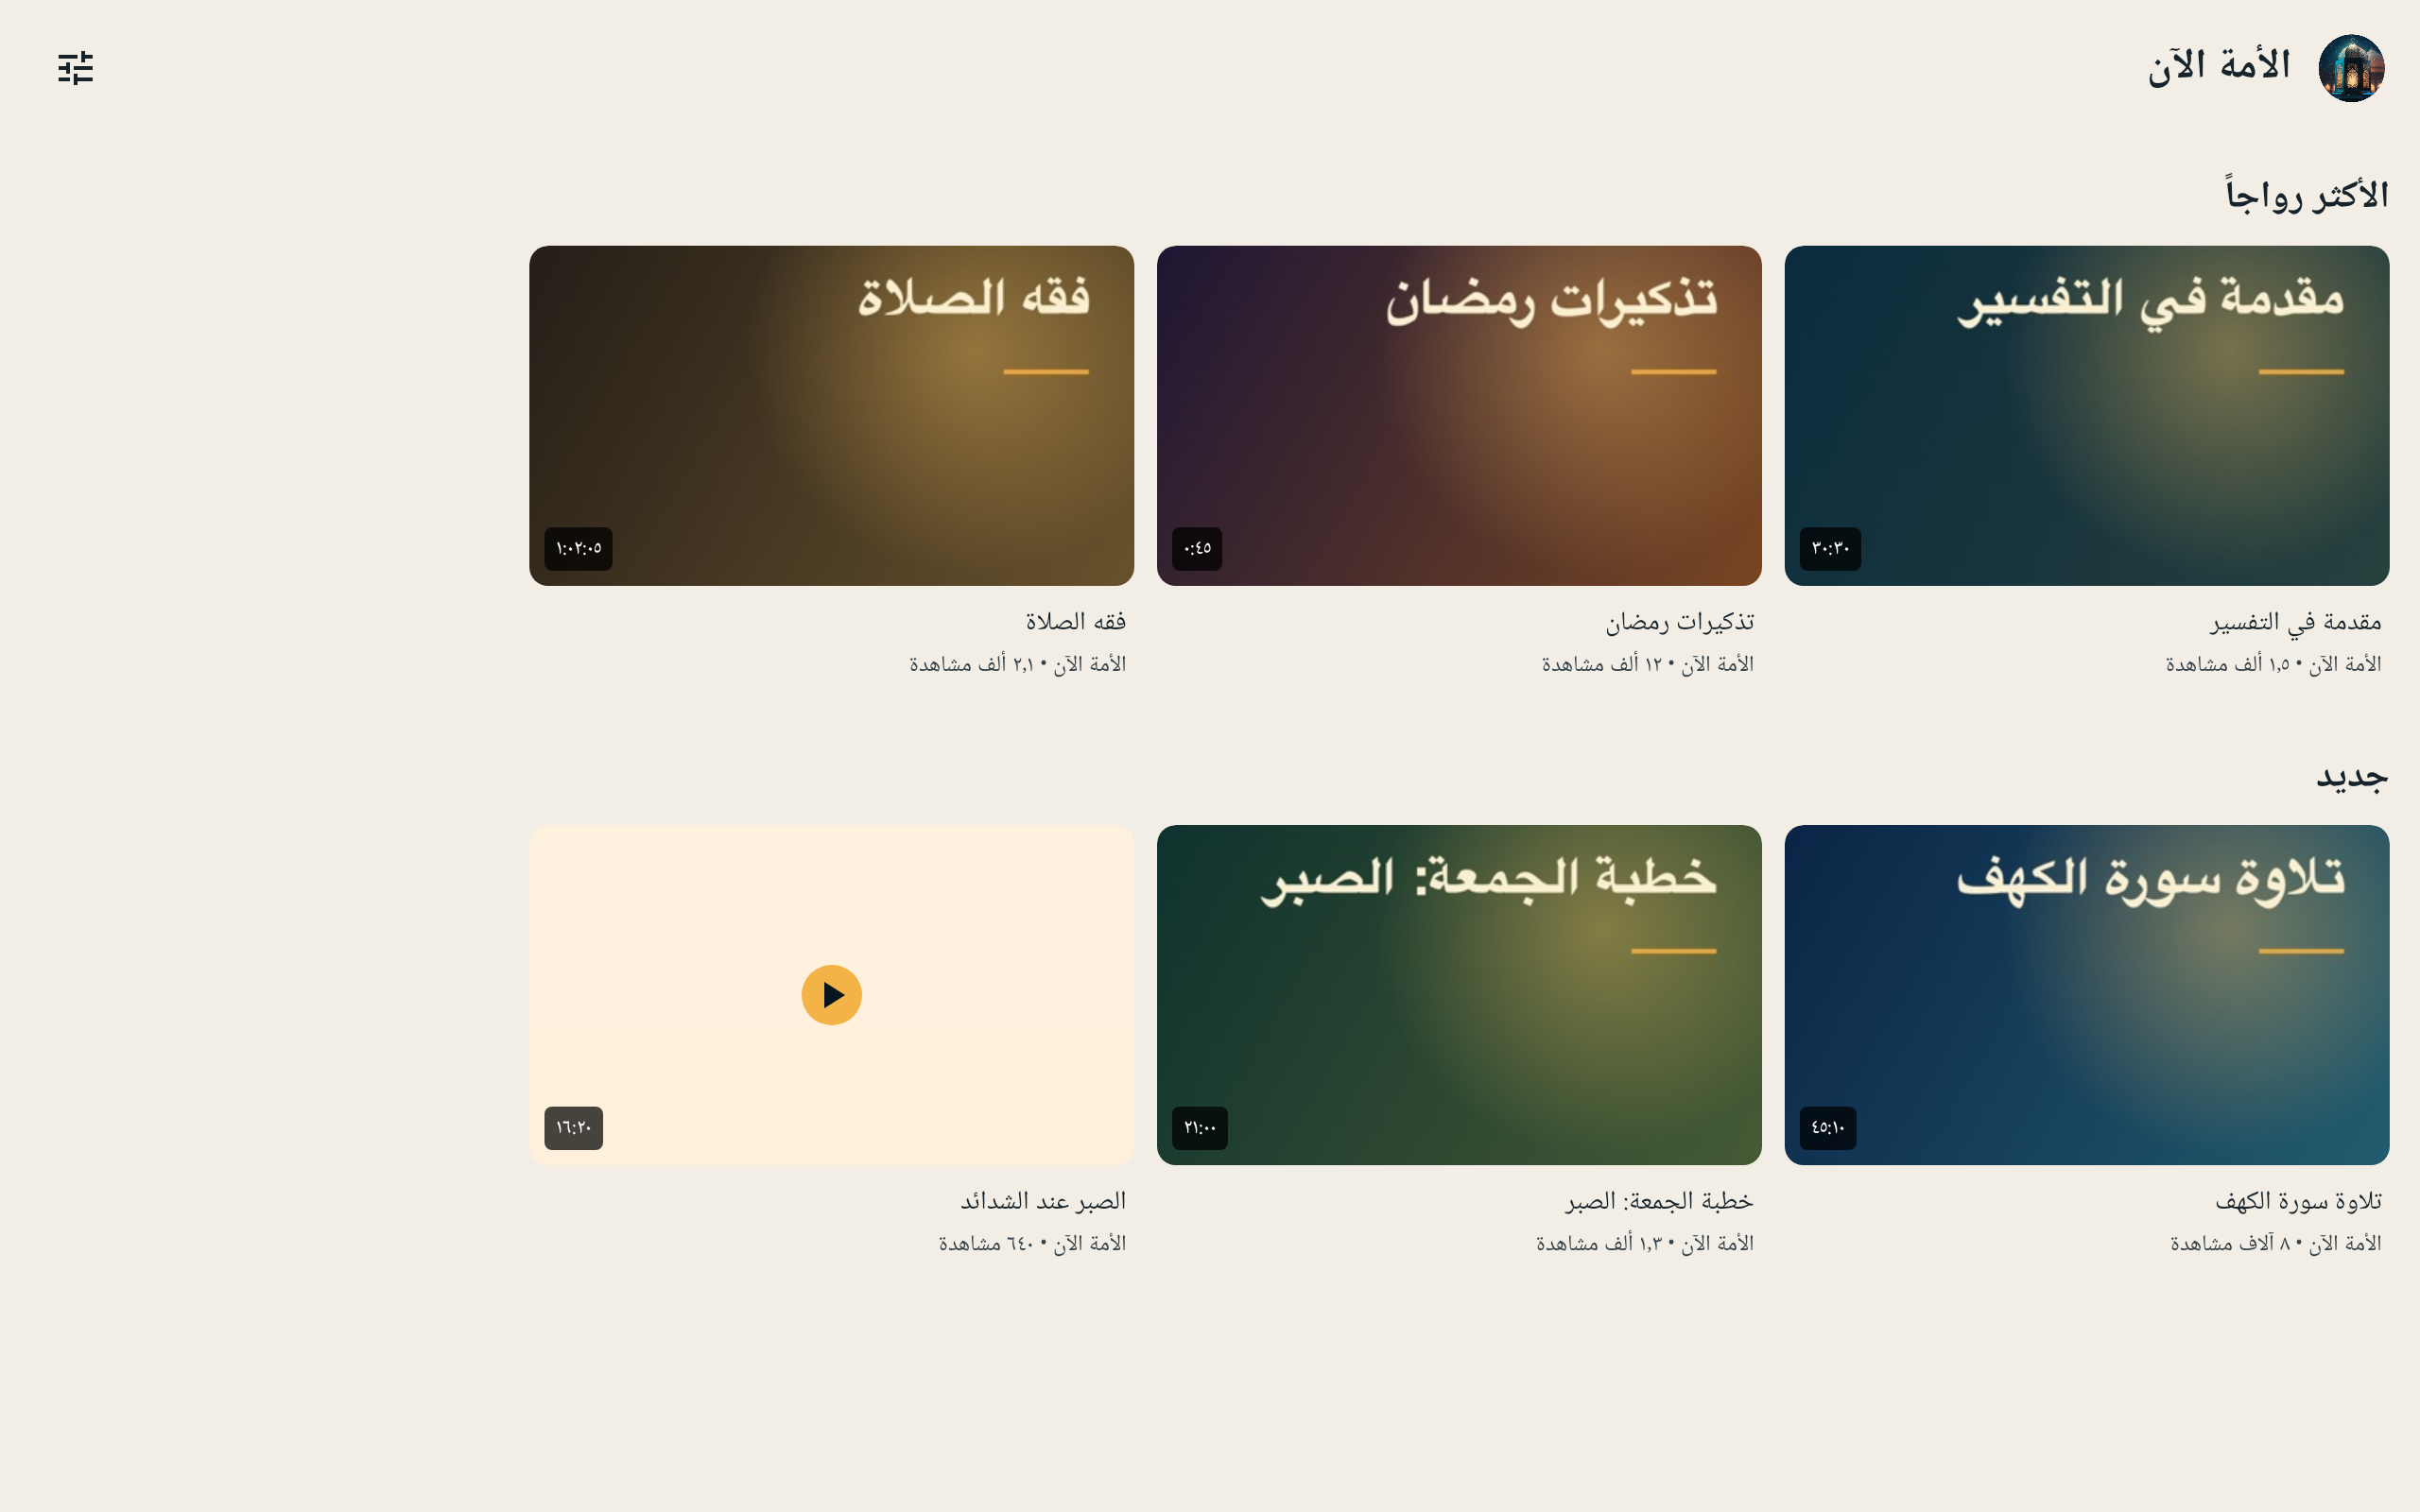 الأمة الآن
الأكثر رواجاً
مقدمة في التفسير
٣٠:٣٠
مقدمة في التفسير
الأمة الآن • ١,٥ ألف مشاهدة
تذكيرات رمضان
٠:٤٥
تذكيرات رمضان
الأمة الآن • ١٢ ألف مشاهدة
فقه الصلاة
١:٠٢:٠٥
فقه الصلاة
الأمة الآن • ٢,١ ألف مشاهدة
جديد
تلاوة سورة الكهف
٤٥:١٠
تلاوة سورة الكهف
الأمة الآن • ٨ آلاف مشاهدة
خطبة الجمعة: الصبر
٢١:٠٠
خطبة الجمعة: الصبر
الأمة الآن • ١,٣ ألف مشاهدة
١٦:٢٠
الصبر عند الشدائد
الأمة الآن • ٦٤٠ مشاهدة